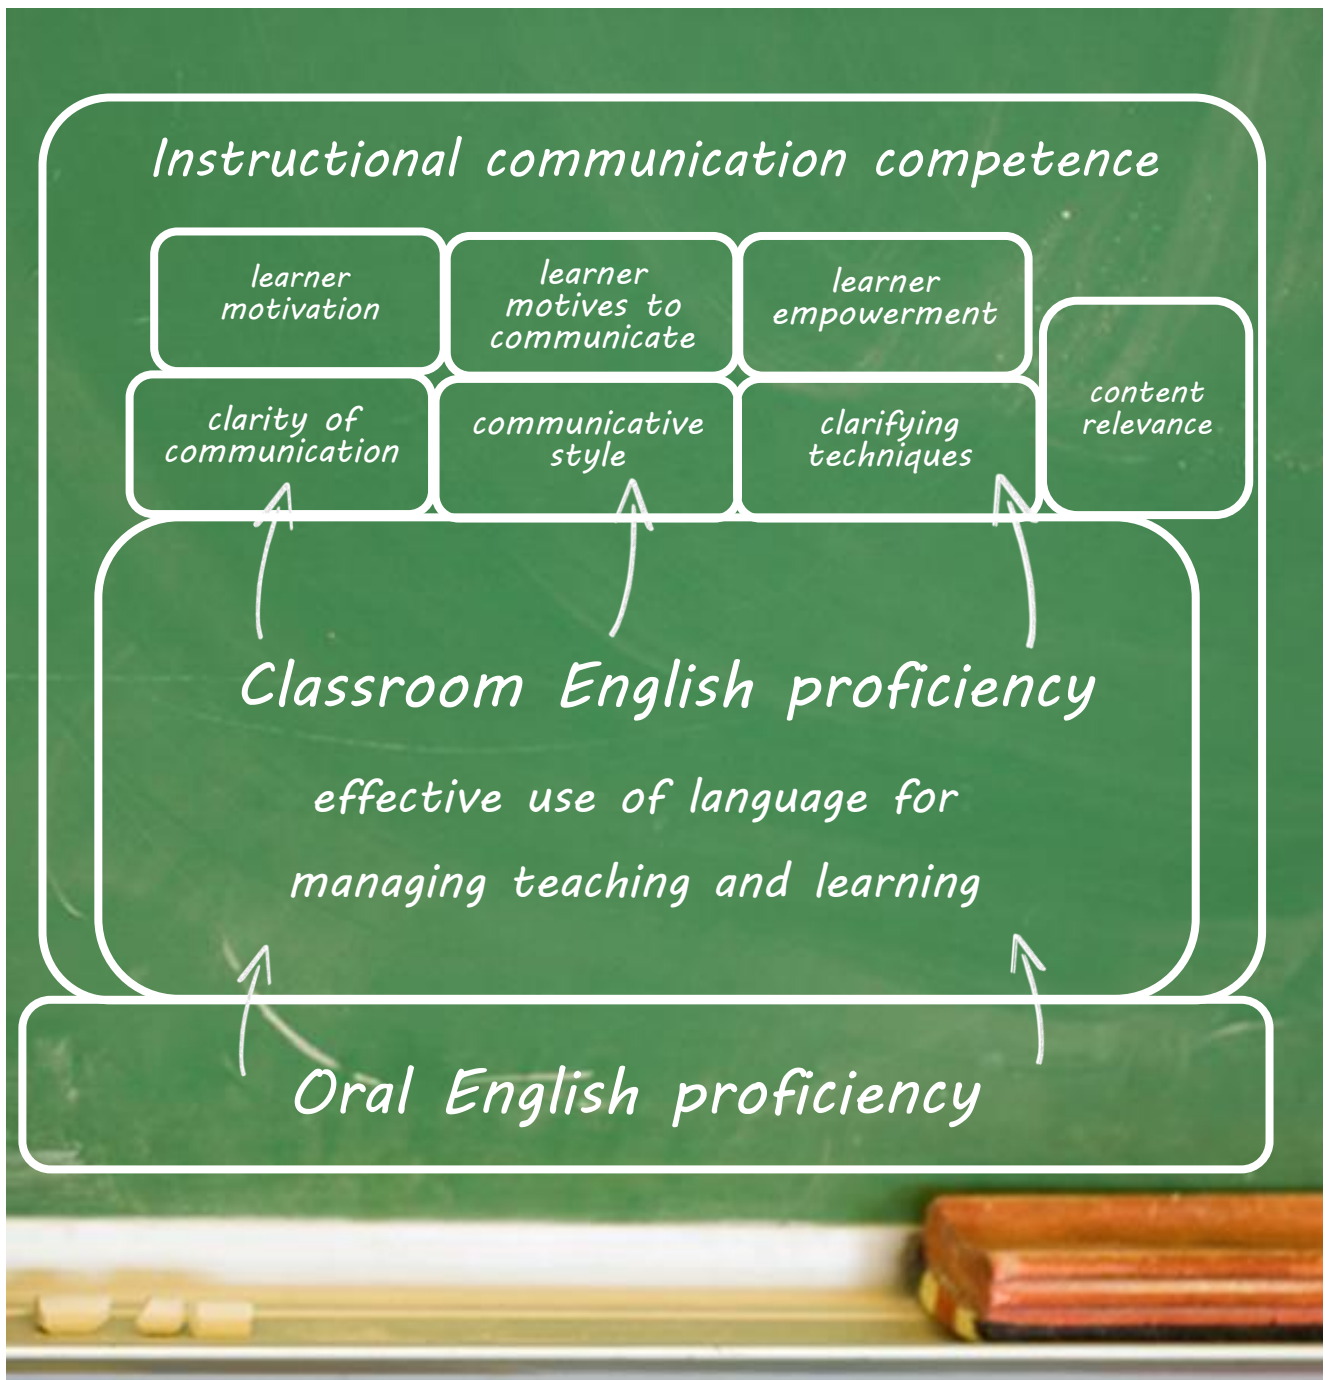 Instructional communication competence
learner
motivation
learner
motives to
communicate
learner
empowerment
content
relevance
clarity of
communication
communicative
style
clarifying
techniques
Classroom English proficiency
effective use of language for
managing teaching and learning
Oral English proficiency